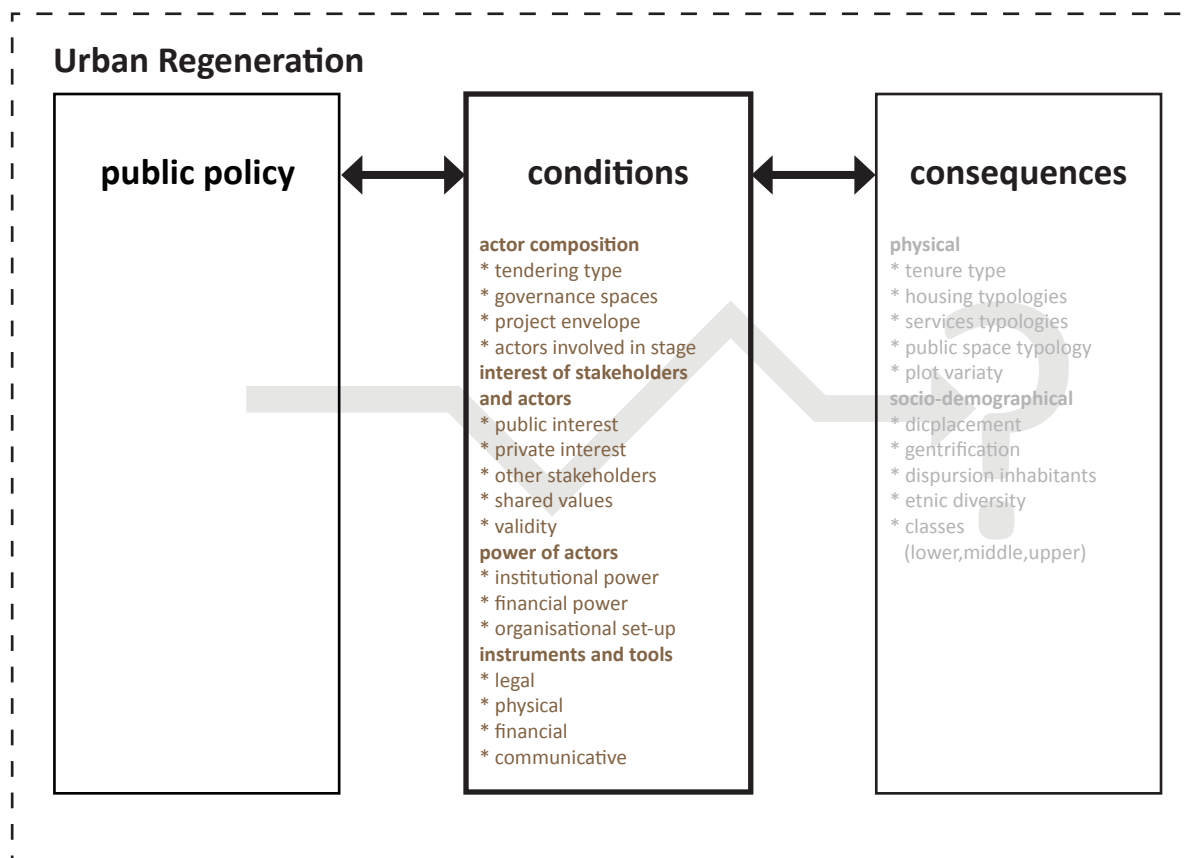 Urban Regeneration
public policy
conditions
actor composition
* tendering type
* governance spaces
* project envelope
* actors involved in stage
interest of stakeholders
and actors
* public interest
* private interest
* other stakeholders
* shared values
* validity
power of actors
* institutional power
* financial power
* organisational set-up
instruments and tools
* legal
* physical
* financial
* communicative
consequences
physical
* tenure type
* housing typologies
* services typologies
* public space typology
* plot variaty
socio-demographical
* dicplacement
* gentrification
* dispursion inhabitants
* etnic diversity
* classes
(lower,middle,upper)
?